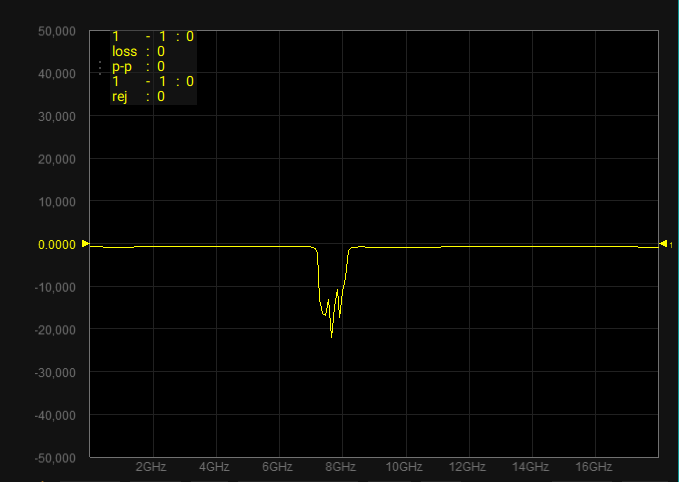 50,000
40,000
30,000
20,000
10,000
0.0000
-10,000
-20,000
-30,000
-40,000
-50,000
1 - 1 : 0
loss : 0
p-p : 0
1 - 1 : 0
rej : 0
1
2GHz 4GHz 6GHz 8GHz 10GHz 12GHz 14GHz 16GHz